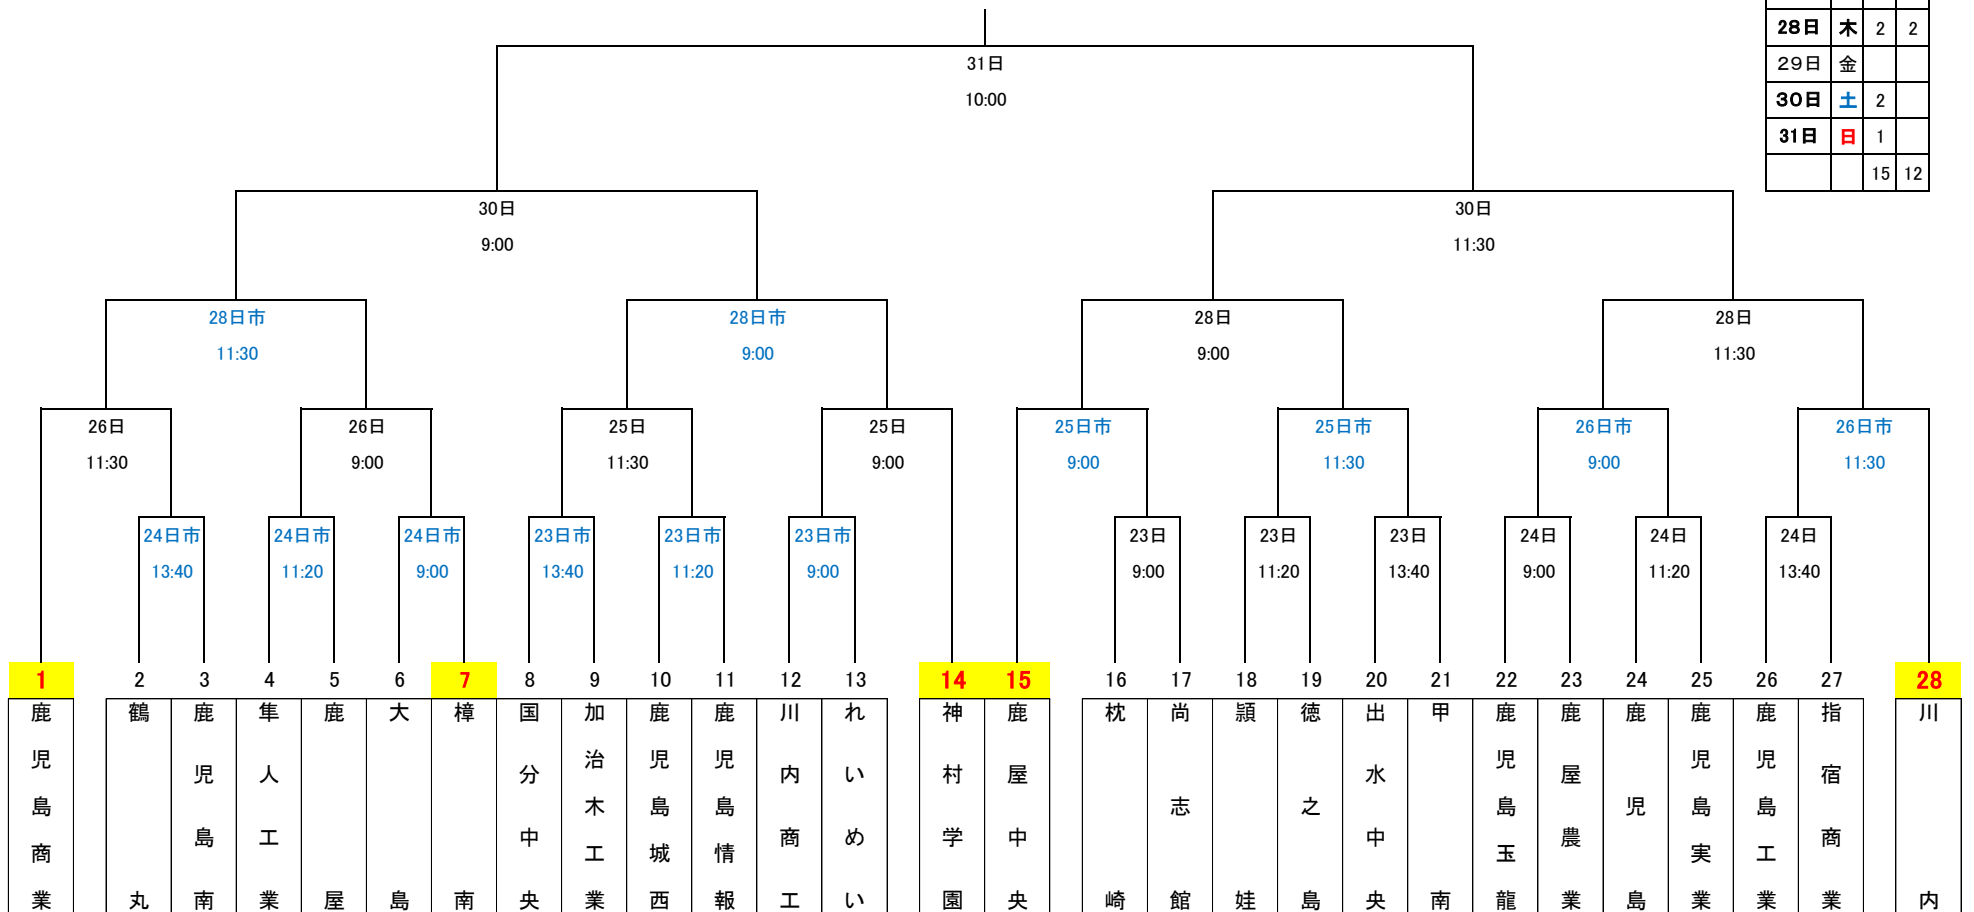 28日 木 2 2
29日 金
30日 土 2
31日 日 1
15 12
31日
10:00
30日 30日
9:00 11:30
28日市 28日市 28日 28日
11:30 9:00 9:00 11:30
26日 26日 25日 25日 25日市 25日市 26日市 26日市
11:30 9:00 11:30 9:00 9:00 11:30 9:00 11:30
24日市 24日市 24日市 23日市 23日市 23日市 23日 23日 23日 24日 24日 24日
13:40 11:20 9:00 13:40 11:20 9:00 9:00 11:20 13:40 9:00 11:20 13:40
1 2 3 4 5 6 7 8 9 10 11 12 13 14 15 16 17 18 19 20 21 22 23 24 25 26 27 28
鹿児島商業
鶴丸
鹿児島南
隼人工業
鹿屋
大島
樟南
国分中央
加治木工業
鹿児島城西
鹿児島情報
川内商工
れいめい
神村学園
鹿屋中央
枕崎
尚志館
頴娃
徳之島
出水中央
甲南
鹿児島玉龍
鹿屋農業
鹿児島
鹿児島実業
鹿児島工業
指宿商業
川内